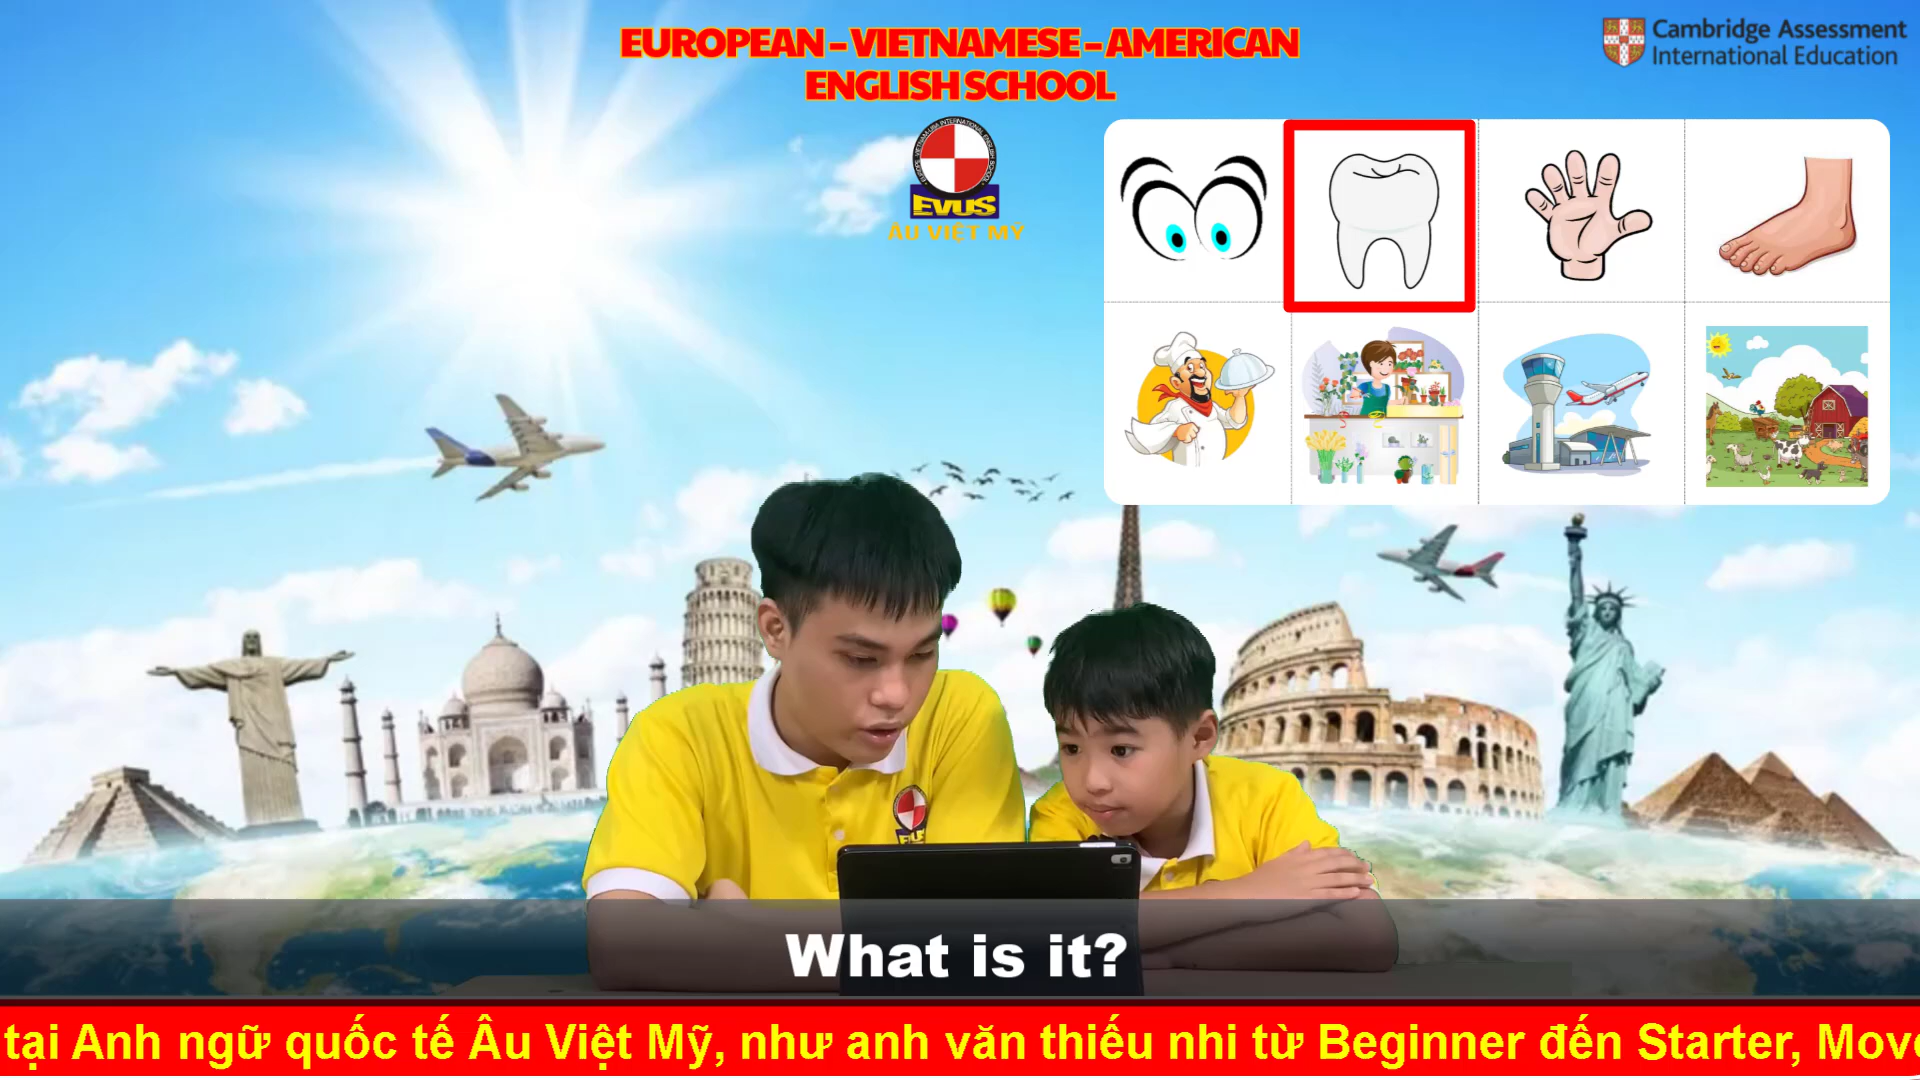 EUROPEAN - VIETNAMESE - AMERICAN
ENGLISH SCHOOL
Cambridge Assessment
International Education
EVUS
ÂU VIỆT MỸ
What is it?
tại Anh ngữ quốc tế Âu Việt Mỹ, như anh văn thiếu nhi từ Beginner đến Starter, Move